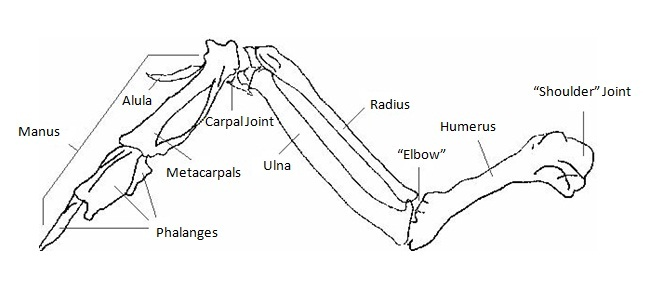 "Shoulder" Joint
Alula
Radius
Carpal Joint
Humerus
Manus
"Elbow"
Ulna
Metacarpals
Phalanges